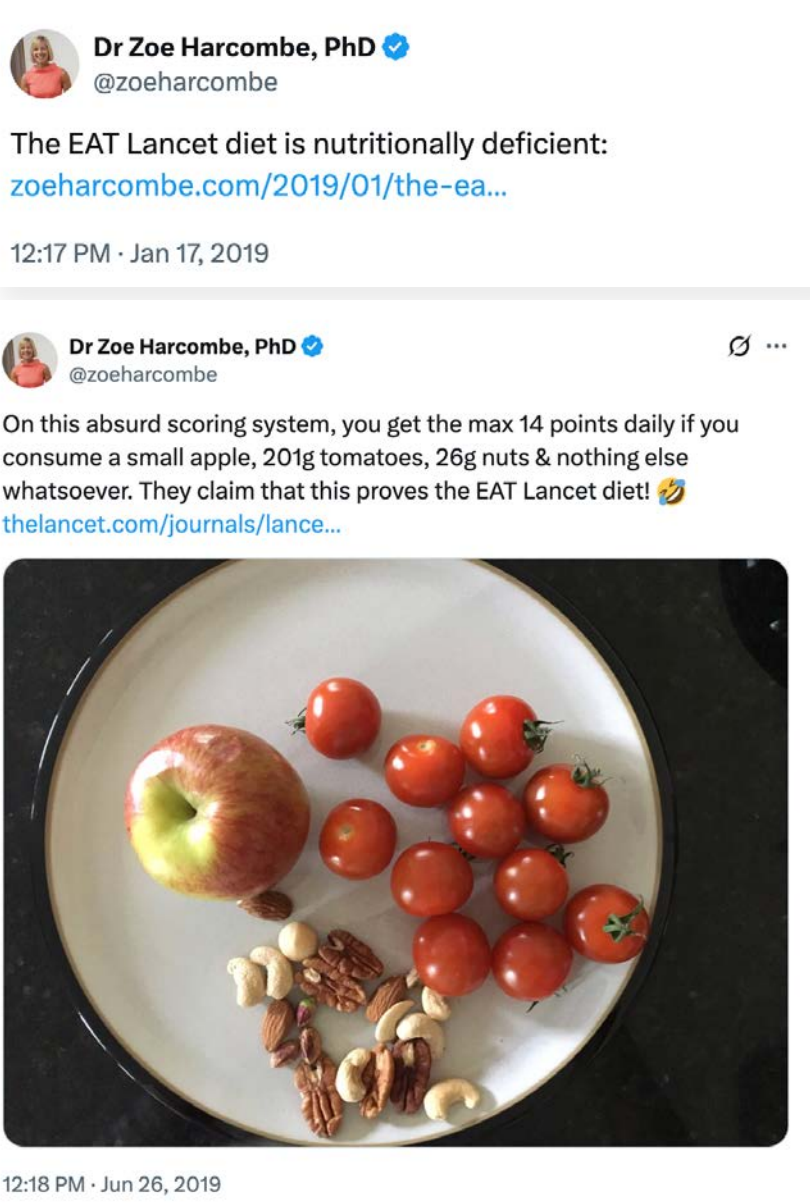 Dr Zoe Harcombe, PhD
@zoeharcombe
The EAT Lancet diet is nutritionally deficient:
zoeharcombe.com/2019/01/the-ea...
12:17 PM · Jan 17, 2019
Dr Zoe Harcombe, PhD
@zoeharcombe
On this absurd scoring system, you get the max 14 points daily if you
consume a small apple, 201g tomatoes, 26g nuts & nothing else
whatsoever. They claim that this proves the EAT Lancet diet! 🤣
thelancet.com/journals/lance...
12:18 PM · Jun 26, 2019